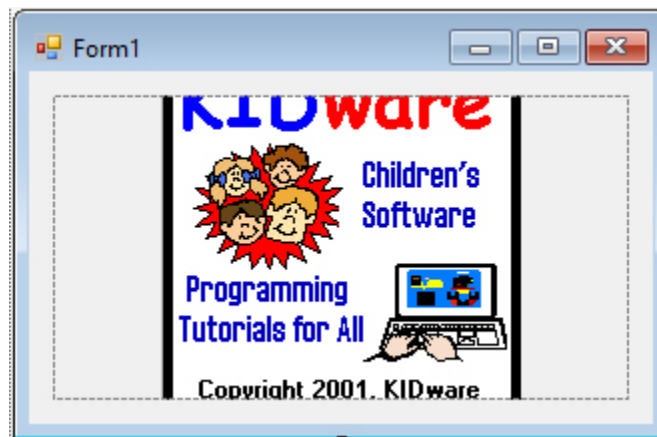 Form1
KIDware
Children's
Software
Programming
Tutorials for All
Copyright 2001, KIDware